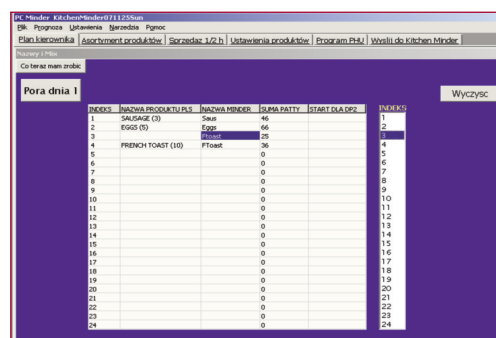 PC Minder KitchenMinder071125Sun
Plik Prognoza Ustawienia Narzedzia Pomoc
Plan kierownika Asortyment produktów Sprzedaz 1/2 h Ustawienia produktów Program PHU Wyslij do Kitchen Minder
Nazwy i Mix
Co teraz mam zrobic
Pora dnia 1
Wyczysc
INDEKS NAZWA PRODUKTU PLS NAZWA MINDER SUMA PATTY START DLA DP2 INDEKS
1 SAUSAGE (3) Saus 46 1
2 EGGS (5) Eggs 66 2
3 Ftoast 25 3
4 FRENCH TOAST (10) FToast 36 4
5 0 5
6 0 6
7 0 7
8 0 8
9 0 9
10 0 10
11 0 11
12 0 12
13 0 13
14 0 14
15 0 15
16 0 16
17 0 17
18 0 18
19 0 19
20 0 20
21 0 21
22 0 22
23 0 23
24 0 24